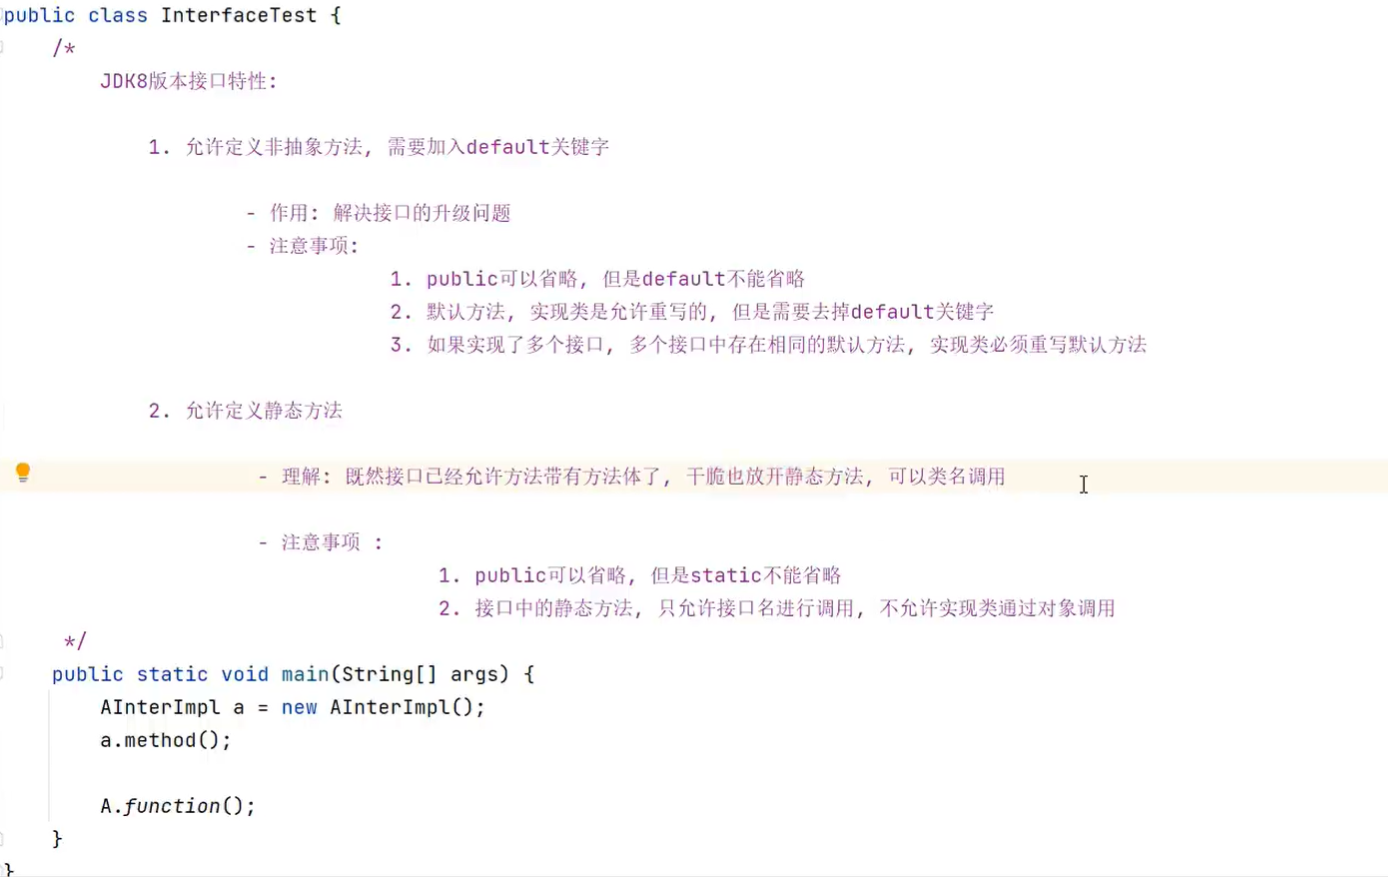 public class InterfaceTest {
/*
JDK8版本接口特性:
1. 允许定义非抽象方法, 需要加入default关键字
- 作用: 解决接口的升级问题
- 注意事项:
1. public可以省略, 但是default不能省略
2. 默认方法, 实现类是允许重写的, 但是需要去掉default关键字
3. 如果实现了多个接口, 多个接口中存在相同的默认方法, 实现类必须重写默认方法
2. 允许定义静态方法
- 理解: 既然接口已经允许方法带有方法体了, 干脆也放开静态方法, 可以类名调用
- 注意事项 :
1. public可以省略, 但是static不能省略
2. 接口中的静态方法, 只允许接口名进行调用, 不允许实现类通过对象调用
*/
public static void main(String[] args) {
AInterImpl a = new AInterImpl();
a.method();
A.function();
}
}